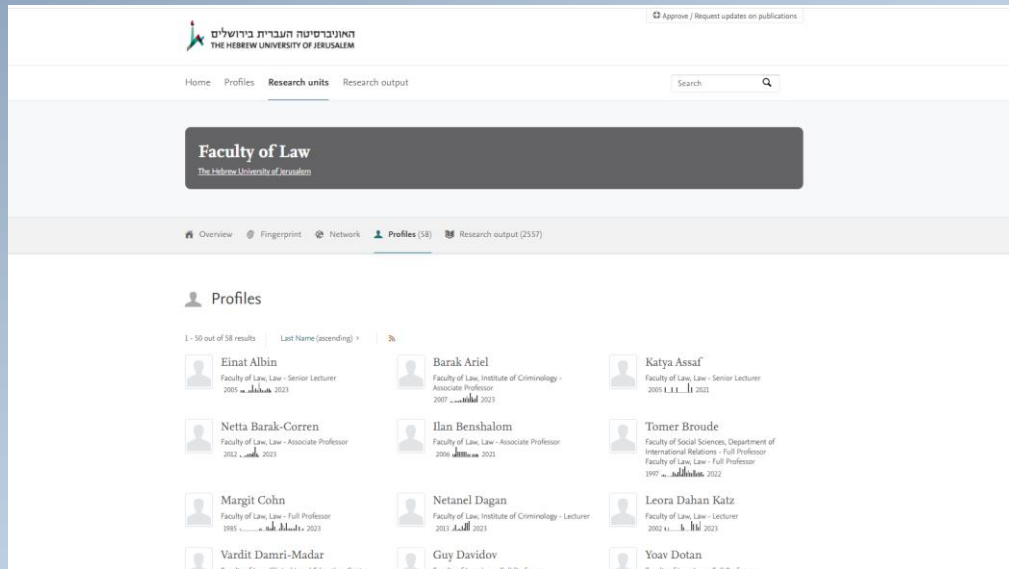 Approve / Request updates on publications
האוניברסיטה העברית בירושלים
THE HEBREW UNIVERSITY OF JERUSALEM
Home Profiles Research units Research output
Search
Faculty of Law
The Hebrew University of Jerusalem
Overview Fingerprint Network Profiles (58) Research output (2557)
Profiles
1 - 50 out of 58 results Last Name (ascending)
Einat Albin
Faculty of Law, Law - Senior Lecturer
2005 2023
Barak Ariel
Faculty of Law, Institute of Criminology -
Associate Professor
2007 2023
Katya Assaf
Faculty of Law, Law - Senior Lecturer
2005 2021
Netta Barak-Corren
Faculty of Law, Law - Associate Professor
2012 2023
Ilan Benshalom
Faculty of Law, Law - Associate Professor
2006 2021
Tomer Broude
Faculty of Social Sciences, Department of
International Relations - Full Professor
Faculty of Law, Law - Full Professor
1997 2022
Margit Cohn
Faculty of Law, Law - Full Professor
1985 2023
Netanel Dagan
Faculty of Law, Institute of Criminology - Lecturer
2013 2023
Leora Dahan Katz
Faculty of Law, Law - Lecturer
2002 2023
Vardit Damri-Madar
Guy Davidov
Yoav Dotan